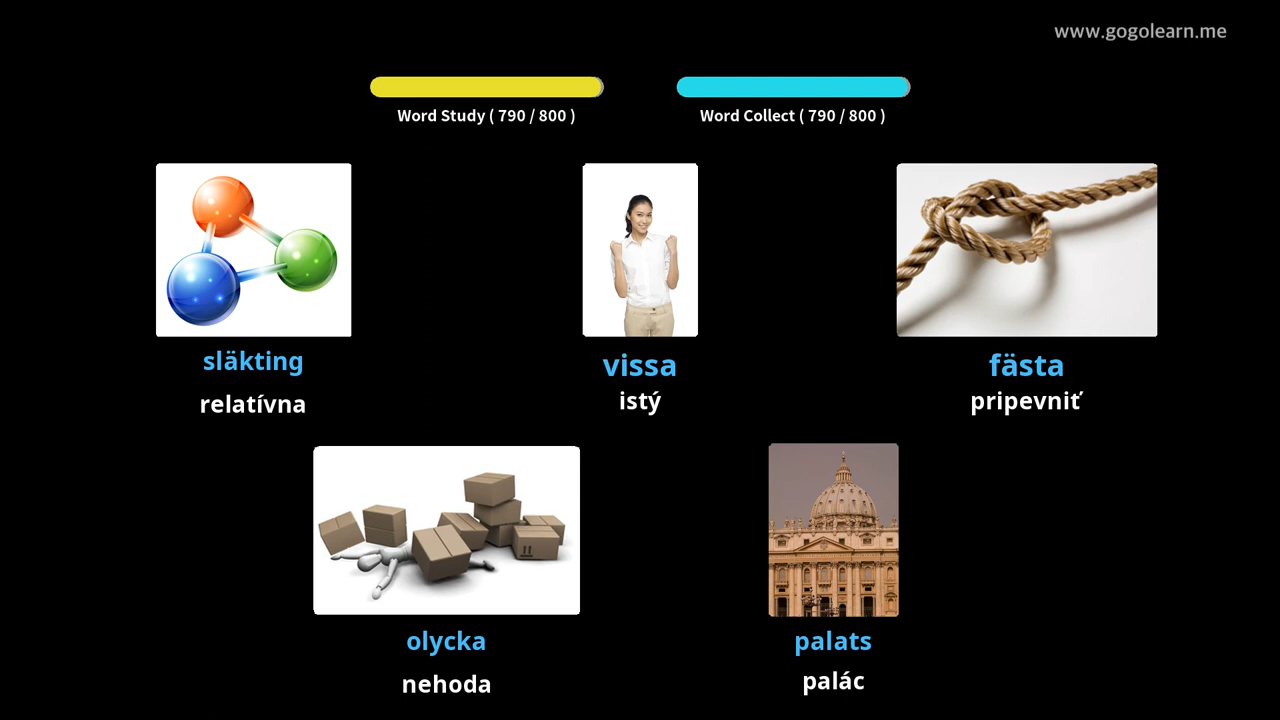 www.gogolearn.me
Word Study ( 790 / 800 )
Word Collect ( 790 / 800 )
släkting
vissa
fästa
relatívna
istý
pripevniť
olycka
palats
nehoda
palác